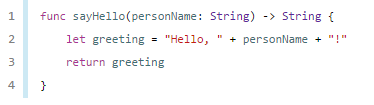 1 func sayHello(personName: String) -> String {
2     let greeting = "Hello, " + personName + "!"
3     return greeting
4 }